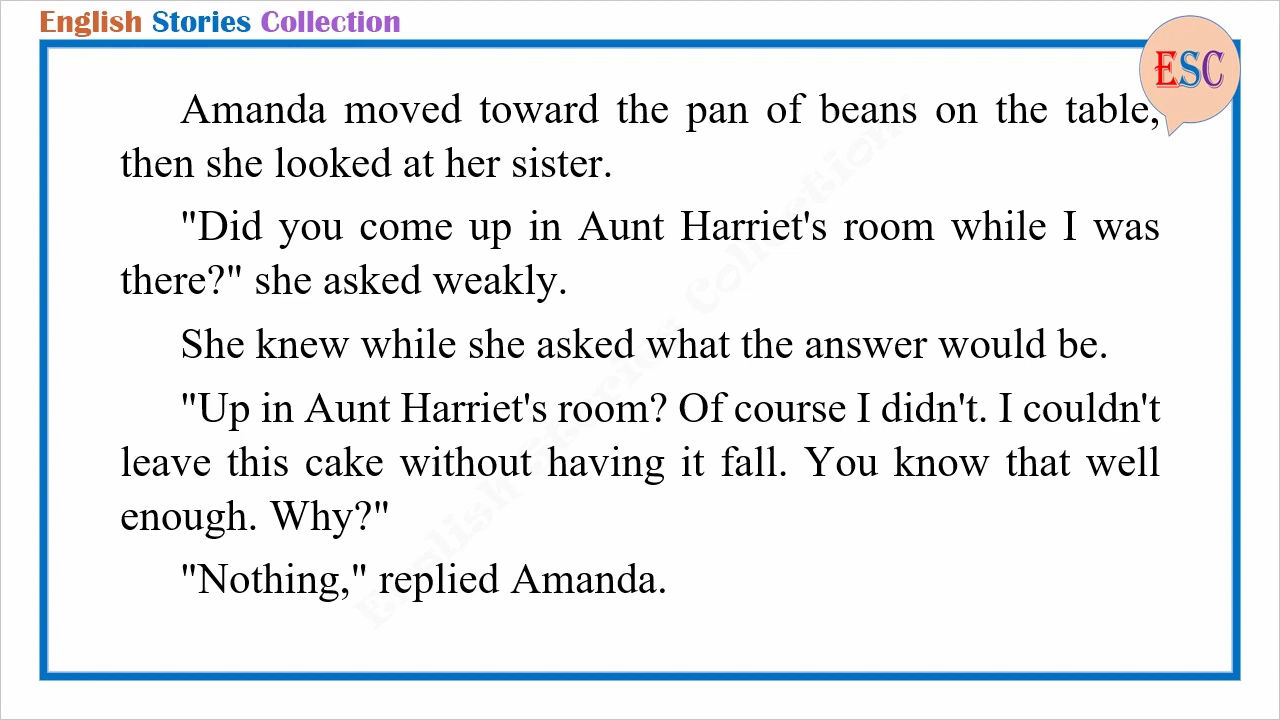 English Stories Collection
ESC
Amanda moved toward the pan of beans on the table,
then she looked at her sister.
"Did you come up in Aunt Harriet's room while I was
there?" she asked weakly.
She knew while she asked what the answer would be.
"Up in Aunt Harriet's room? Of course I didn't. I couldn't
leave this cake without having it fall. You know that well
enough. Why?"
"Nothing," replied Amanda.
English Stories Collection